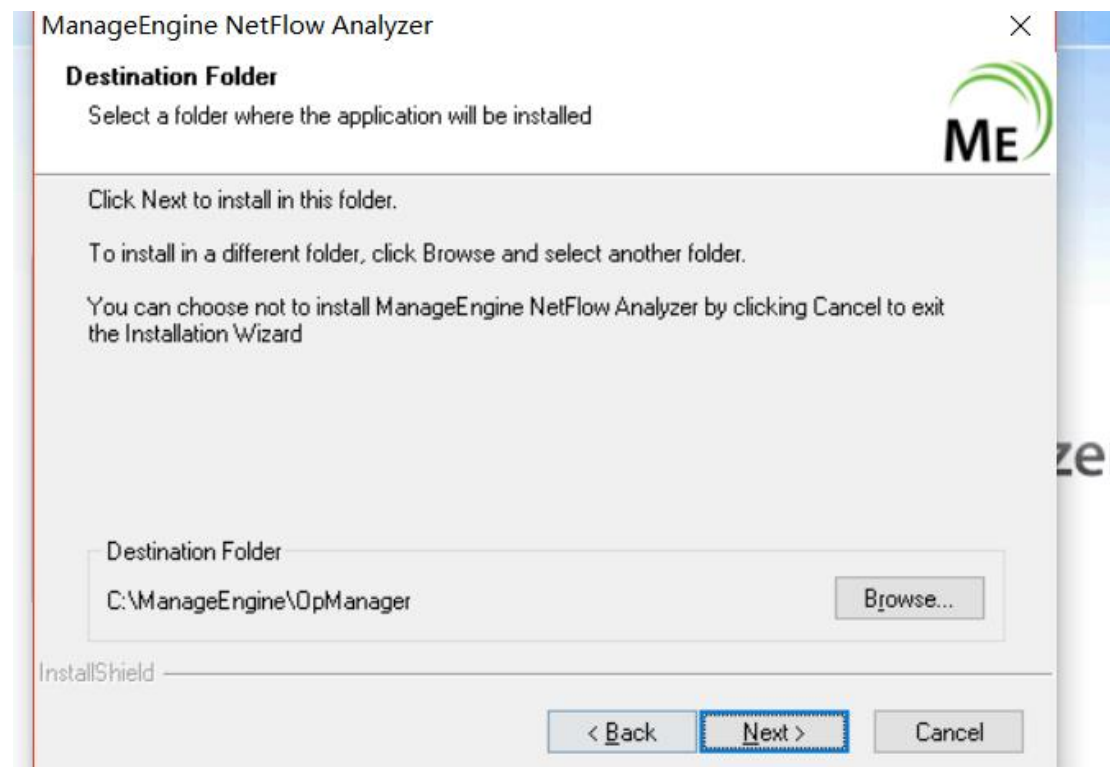 ManageEngine NetFlow Analyzer
Destination Folder
Select a folder where the application will be installed
ME
Click Next to install in this folder.
To install in a different folder, click Browse and select another folder.
You can choose not to install ManageEngine NetFlow Analyzer by clicking Cancel to exit
the Installation Wizard
ze
Destination Folder
C:\ManageEngine\OpManager
Browse...
InstallShield
< Back
Next >
Cancel